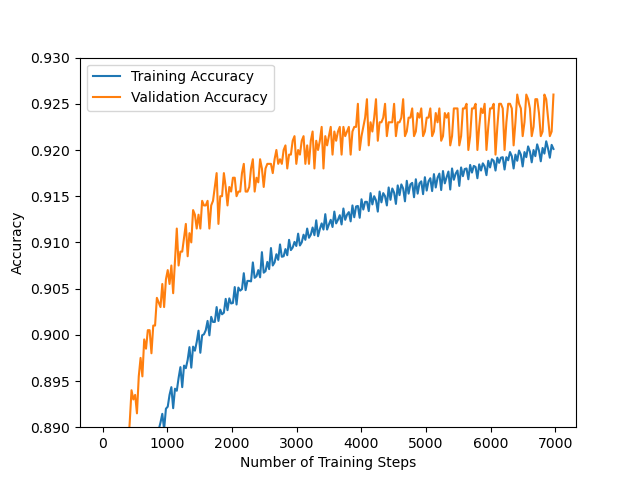 0.930
0.925
0.920
0.915
0.910
0.905
0.900
0.895
0.890
Accuracy
Training Accuracy
Validation Accuracy
0 1000 2000 3000 4000 5000 6000 7000
Number of Training Steps